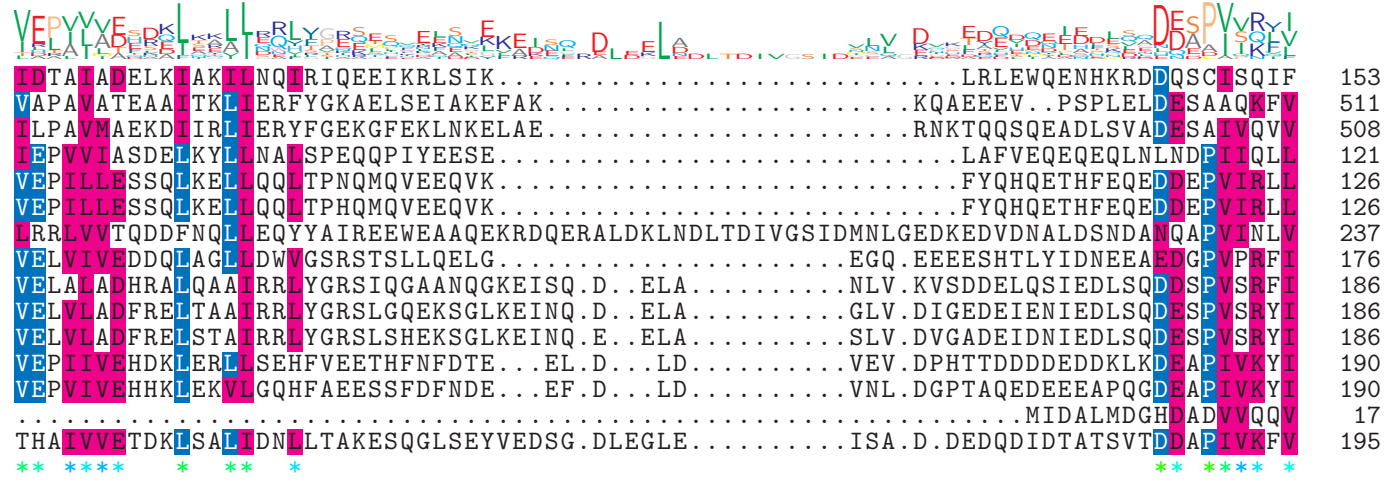 IDTAIADELKIAKILNQIRIQEEIKRLSIK.............................LRLEWQENHKRDDQSCISQIF 153
VAPAVATEAAITKLIERFYGKAELSEIAKEFAK.......................KQAEEEV..PSPLELDESAAQKFV 511
ILPAVMAEKDIIRLIERYFGEKGFEKLNKELAE.......................RNKTQQSQEADLSVADESAIVQVV 508
IEPVVIASDELKYLLNALSPEQQPIYEESE.............................LAFVEQEQEQLNLNDPIIQLL 121
VEPILLESSQLKELLQQLTPNQMQVEEQVK.............................FYQHQETHFEQEDDEPVIRLL 126
VEPILLESSQLKELLQQLTPHQMQVEEQVK.............................FYQHQETHFEQEDDEPVIRLL 126
LRRLVVTQDDFNQLLEQYYAIREEWEAAQEKRDQERALDKLNDLTDIVGSIDMNLGEDKEDVDNALDSNDANQAPVINLV 237
VELVIVEDDQLAGLLDWVGSRSTSLLQELG......................EGQ.EEEESHTLYIDNEEAEDGPVPRFI 176
VELALADHRALQAAIRRLYGRSIQGAANQGKEISQ.D..ELA..........NLV.KVSDDELQSIEDLSQDDSPVSRFI 186
VELVLADFRELTAAIRRLYGRSLGQEKSGLKEINQ.D..ELA..........GLV.DIGEDEIENIEDLSQDESPVSRYI 186
VELVLADFRELSTAIRRLYGRSLSHEKSGLKEINQ.E..ELA..........SLV.DVGADEIDNIEDLSQDESPVSRYI 186
VEPIIVEHDKLERLLSEHFVEETHFNFDTE...EL.D...LD..........VEV.DPHTTDDDDEDDKLKDEAPIVKYI 190
VEPVIVEHHKLEKVLGQHFAEESSFDFNDE...EF.D...LD..........VNL.DGPTAQEDEEEAPQGDEAPIVKYI 190
...............................................................MIDALMDGHDADVVQQV 17
THAIVVETDKLSALIDNLLTAKESQGLSEYVEDSG.DLEGLE..........ISA.D.DEDQDIDTATSVTDDAPIVKFV 195
** **** * ** * ** **** *